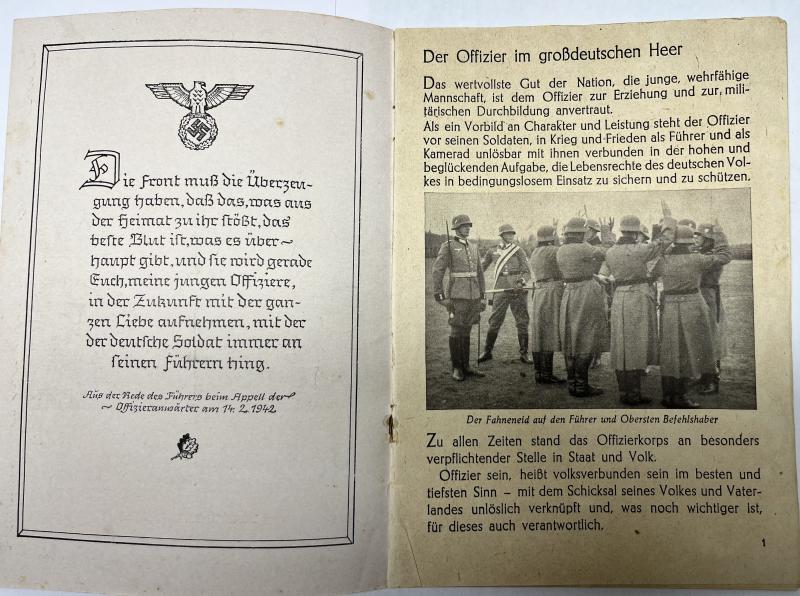 Die Front muß die Überzeu-
gung haben, daß das, was aus
der Heimat zu ihr stößt, das
beste Blut ist, was es über-
haupt gibt, und sie wird gerade
Euch, meine jungen Offiziere,
in der Zukunft mit der gan-
zen Liebe aufnehmen, mit der
der deutsche Soldat immer an
seinen Führern hing.
Aus der Rede des Führers beim Appell der
Offizieranwärter am 14. 2. 1942
Der Offizier im großdeutschen Heer
Das wertvollste Gut der Nation, die junge, wehrfähige
Mannschaft, ist dem Offizier zur Erziehung und zur mili-
tärischen Durchbildung anvertraut.
Als ein Vorbild an Charakter und Leistung steht der Offizier
vor seinen Soldaten, in Krieg und Frieden als Führer und als
Kamerad unlösbar mit ihnen verbunden in der hohen und
beglückenden Aufgabe, die Lebensrechte des deutschen Vol-
kes in bedingungslosem Einsatz zu sichern und zu schützen.
Der Fahneneid auf den Führer und Obersten Befehlshaber
Zu allen Zeiten stand das Offizierkorps an besonders
verpflichtender Stelle in Staat und Volk.
Offizier sein, heißt volksverbunden sein im besten und
tiefsten Sinn – mit dem Schicksal seines Volkes und Vater-
landes unlöslich verknüpft und, was noch wichtiger ist,
für dieses auch verantwortlich.
1